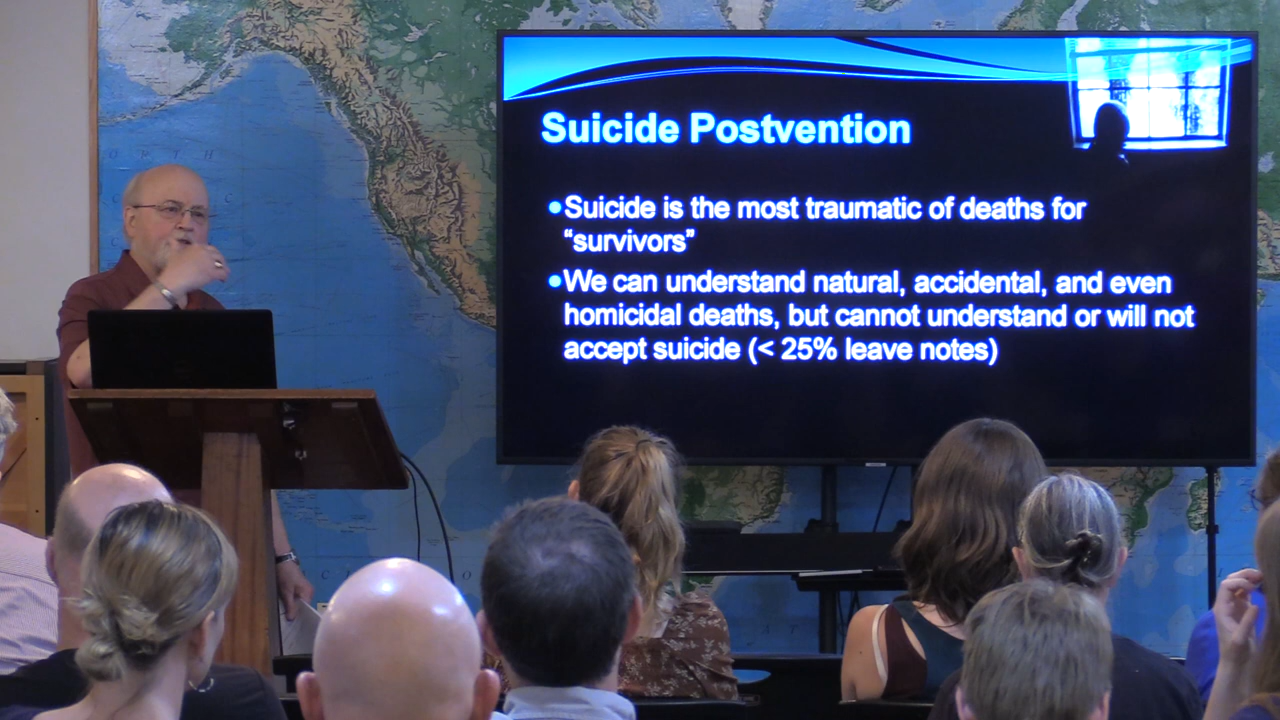 Suicide Postvention
•Suicide is the most traumatic of deaths for
“survivors”
•We can understand natural, accidental, and even
homicidal deaths, but cannot understand or will not
accept suicide (< 25% leave notes)